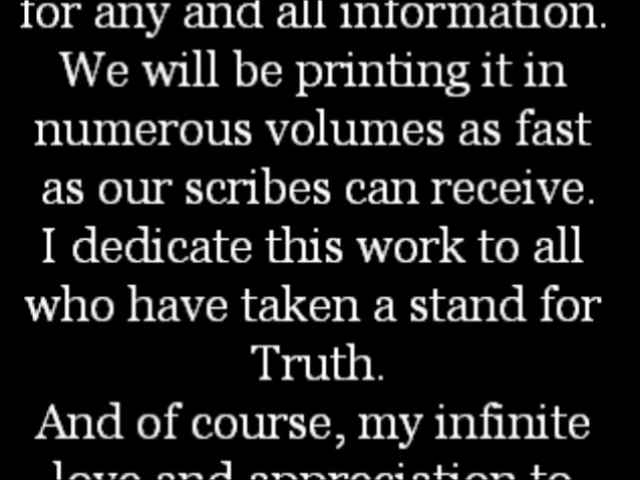 for any and all information.
We will be printing it in
numerous volumes as fast
as our scribes can receive.
I dedicate this work to all
who have taken a stand for
Truth.
And of course, my infinite
love and appreciation to